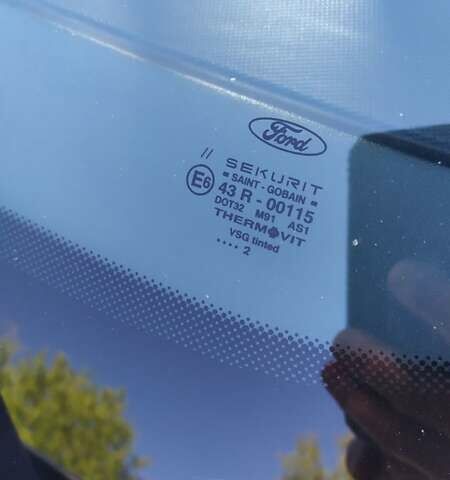 Ford
// SEKURIT
SAINT - GOBAIN
E6 43 R - 00115
DOT32 M91 AS1
THERMOVIT
VSG tinted
.... 2